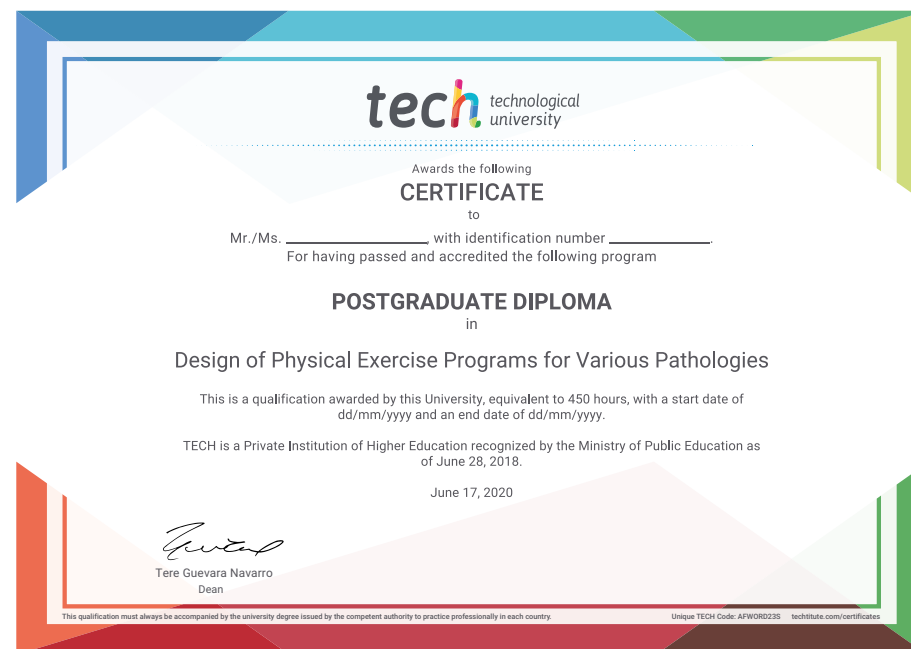 tech technological
university
Awards the following
CERTIFICATE
to
Mr./Ms. ____________, with identification number ____________.
For having passed and accredited the following program
POSTGRADUATE DIPLOMA
in
Design of Physical Exercise Programs for Various Pathologies
This is a qualification awarded by this University, equivalent to 450 hours, with a start date of
dd/mm/yyyy and an end date of dd/mm/yyyy.
TECH is a Private Institution of Higher Education recognized by the Ministry of Public Education as
of June 28, 2018.
June 17, 2020
Tere Guevara Navarro
Dean
This qualification must always be accompanied by the university degree issued by the competent authority to practice professionally in each country. Unique TECH Code: AFWORD23S techtitute.com/certificates